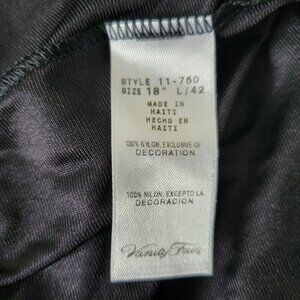 STYLE 11-760
SIZE 18" L/42
MADE IN
HAITI
HECHO EN
HAITI
100% NYLON, EXCLUSIVE OF
DECORATION
100% NILON, EXCEPTO LA
DECORACION
Vanity Fair